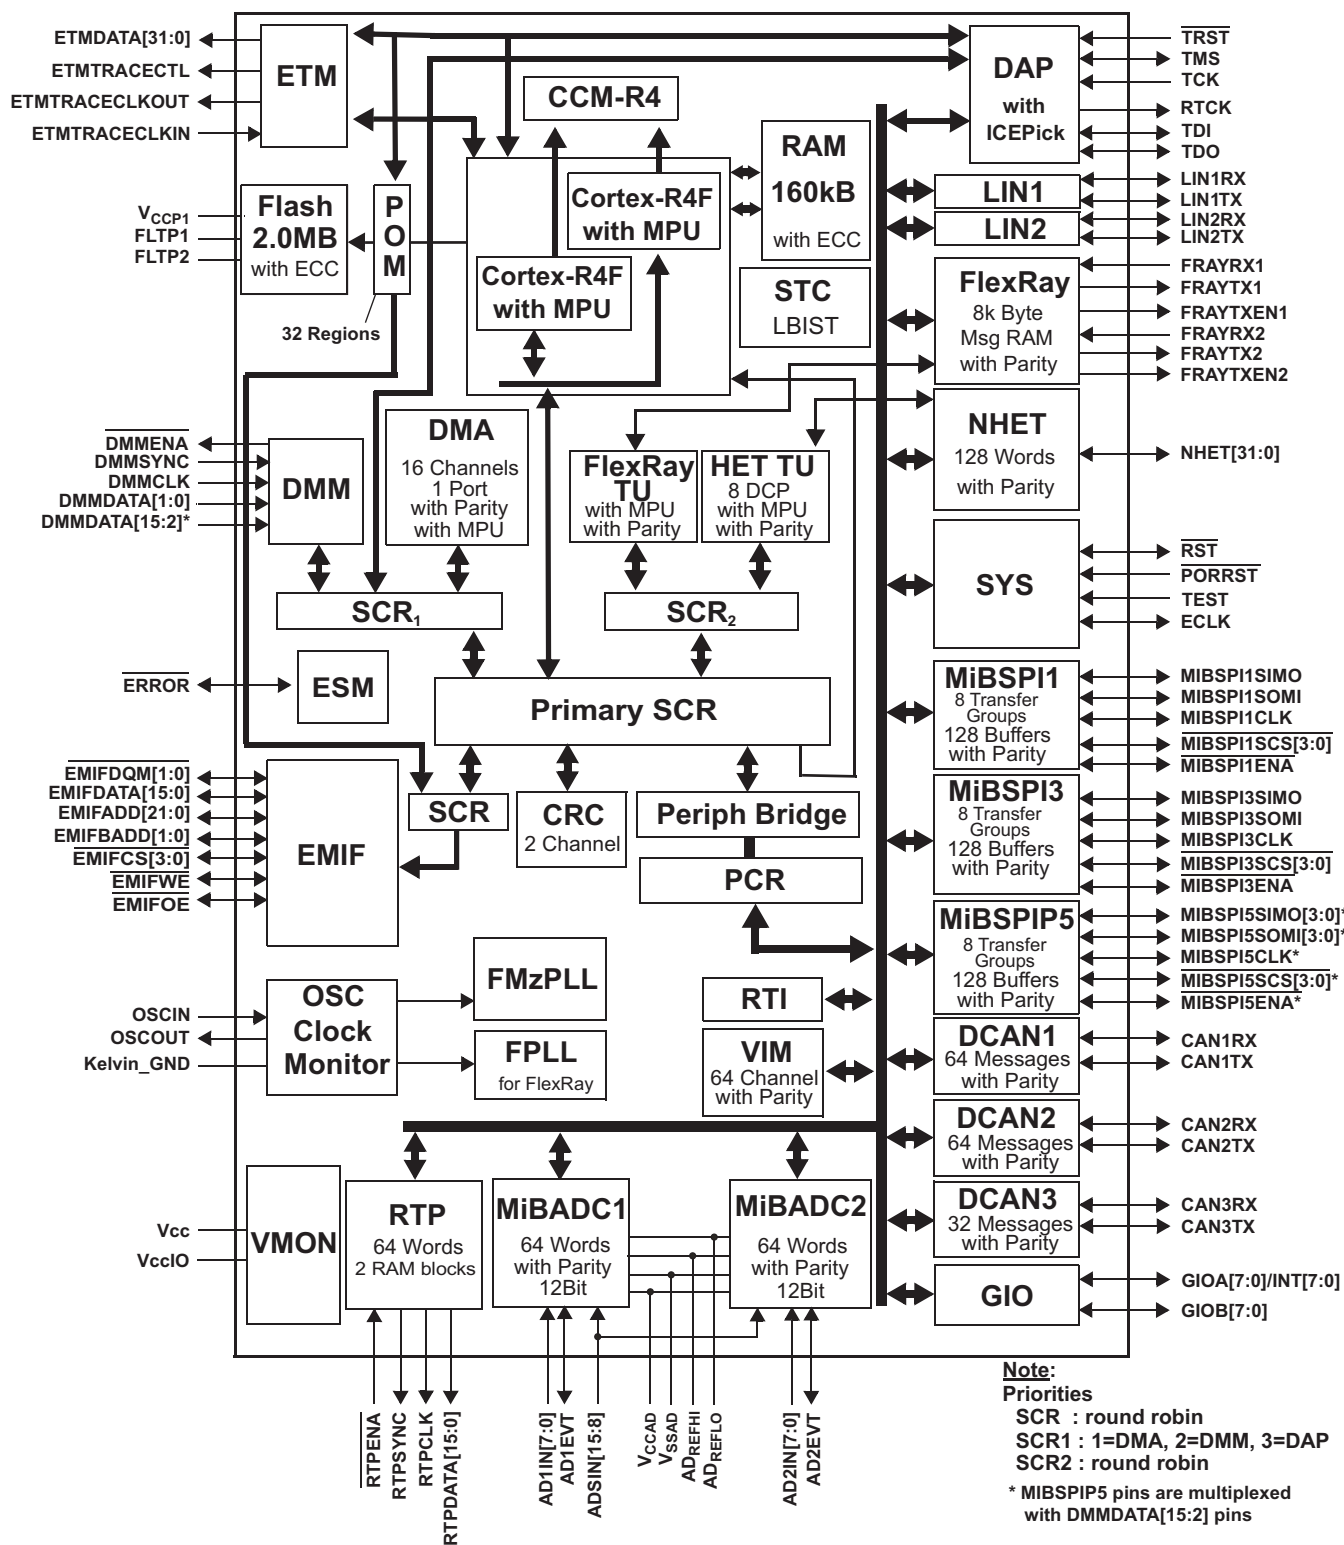 ETMDATA[31:0]
ETMTRACECTL
ETMTRACECLKOUT
ETMTRACECLKIN
ETM
DAP
with
ICEPick
TRST
TMS
TCK
RTCK
TDI
TDO
CCM-R4
RAM
160kB
with ECC
Cortex-R4F
with MPU
Cortex-R4F
with MPU
VCCP1
FLTP1
FLTP2
Flash
2.0MB
with ECC
P
O
M
32 Regions
STC
LBIST
LIN1
LIN2
LIN1RX
LIN1TX
LIN2RX
LIN2TX
FlexRay
8k Byte
Msg RAM
with Parity
FRAYRX1
FRAYTX1
FRAYTXEN1
FRAYRX2
FRAYTX2
FRAYTXEN2
DMMENA
DMMSYNC
DMMCLK
DMMDATA[1:0]
DMMDATA[15:2]*
DMM
DMA
16 Channels
1 Port
with Parity
with MPU
FlexRay
TU
with MPU
with Parity
HET TU
8 DCP
with MPU
with Parity
NHET
128 Words
with Parity
NHET[31:0]
SCR1
SCR2
SYS
RST
PORRST
TEST
ECLK
ERROR
ESM
Primary SCR
MiBSPI1
8 Transfer
Groups
128 Buffers
with Parity
MIBSPI1SIMO
MIBSPI1SOMI
MIBSPI1CLK
MIBSPI1SCS[3:0]
MIBSPI1ENA
EMIFDQM[1:0]
EMIFDATA[15:0]
EMIFADD[21:0]
EMIFBADD[1:0]
EMIFCS[3:0]
EMIFWE
EMIFOE
EMIF
SCR
CRC
2 Channel
Periph Bridge
PCR
MiBSPI3
8 Transfer
Groups
128 Buffers
with Parity
MIBSPI3SIMO
MIBSPI3SOMI
MIBSPI3CLK
MIBSPI3SCS[3:0]
MIBSPI3ENA
MiBSPIP5
8 Transfer
Groups
128 Buffers
with Parity
MIBSPI5SIMO[3:0]*
MIBSPI5SOMI[3:0]*
MIBSPI5CLK*
MIBSPI5SCS[3:0]*
MIBSPI5ENA*
OSCIN
OSCOUT
Kelvin_GND
OSC
Clock
Monitor
FMzPLL
FPLL
for FlexRay
RTI
VIM
64 Channel
with Parity
DCAN1
64 Messages
with Parity
CAN1RX
CAN1TX
DCAN2
64 Messages
with Parity
CAN2RX
CAN2TX
DCAN3
32 Messages
with Parity
CAN3RX
CAN3TX
GIO
GIOA[7:0]/INT[7:0]
GIOB[7:0]
Vcc
VccIO
VMON
RTP
64 Words
2 RAM blocks
MiBADC1
64 Words
with Parity
12Bit
MiBADC2
64 Words
with Parity
12Bit
RTPENA
RTPSYNC
RTPCLK
RTPDATA[15:0]
AD1IN[7:0]
AD1EVT
ADSIN[15:8]
VCCAD
VSSAD
ADREFHI
ADREFLO
AD2IN[7:0]
AD2EVT
Note:
Priorities
SCR : round robin
SCR1 : 1=DMA, 2=DMM, 3=DAP
SCR2 : round robin
* MIBSPIP5 pins are multiplexed
with DMMDATA[15:2] pins